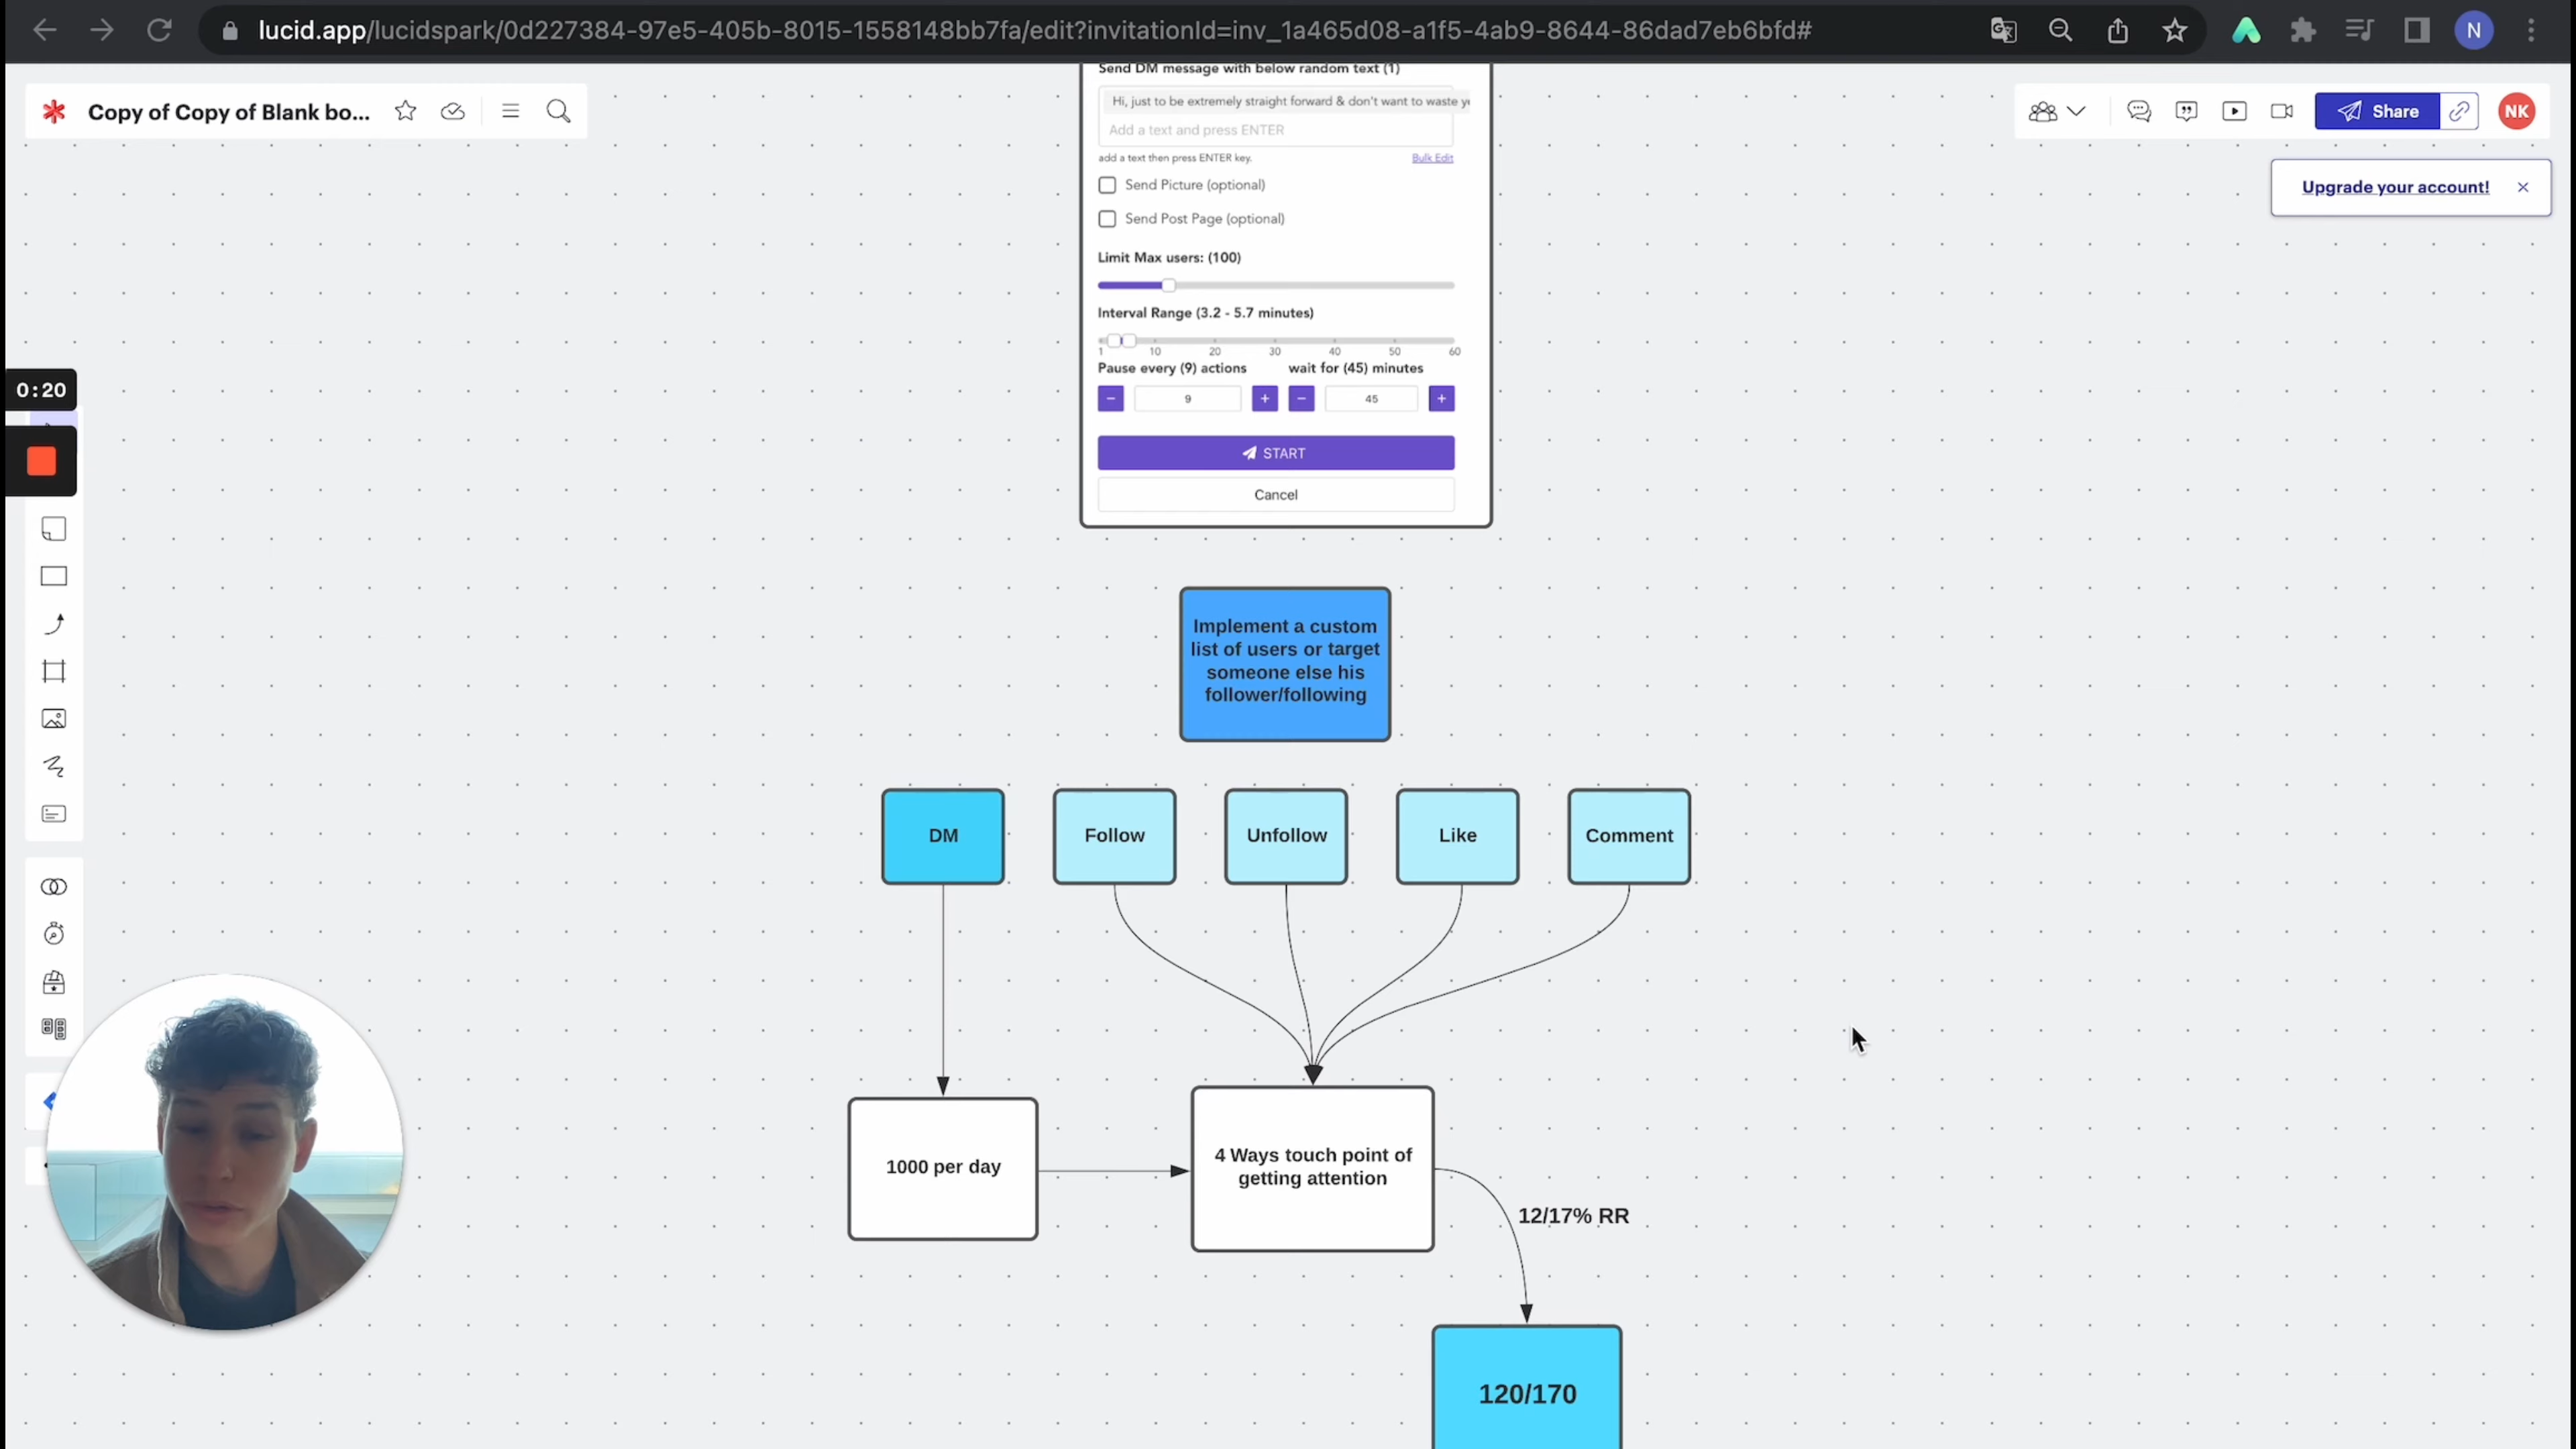 lucid.app/lucidspark/0d227384-97e5-405b-8015-1558148bb7fa/edit?invitationId=inv_1a465d08-a1f5-4ab9-8644-86dad7eb6bfd#
N
Copy of Copy of Blank bo...
Share
NK
Upgrade your account!
0:20
Send DM message with below random text (1)
Hi, just to be extremely straight forward & don't want to waste
Add a text and press ENTER
add a text then press ENTER key.
Bulk Edit
Send Picture (optional)
Send Post Page (optional)
Limit Max users: (100)
Interval Range (3.2 - 5.7 minutes)
1 10 20 30 40 50 60
Pause every (9) actions
wait for (45) minutes
− 9 + − 45 +
START
Cancel
Implement a custom
list of users or target
someone else his
follower/following
DM
Follow
Unfollow
Like
Comment
1000 per day
4 Ways touch point of
getting attention
12/17% RR
120/170